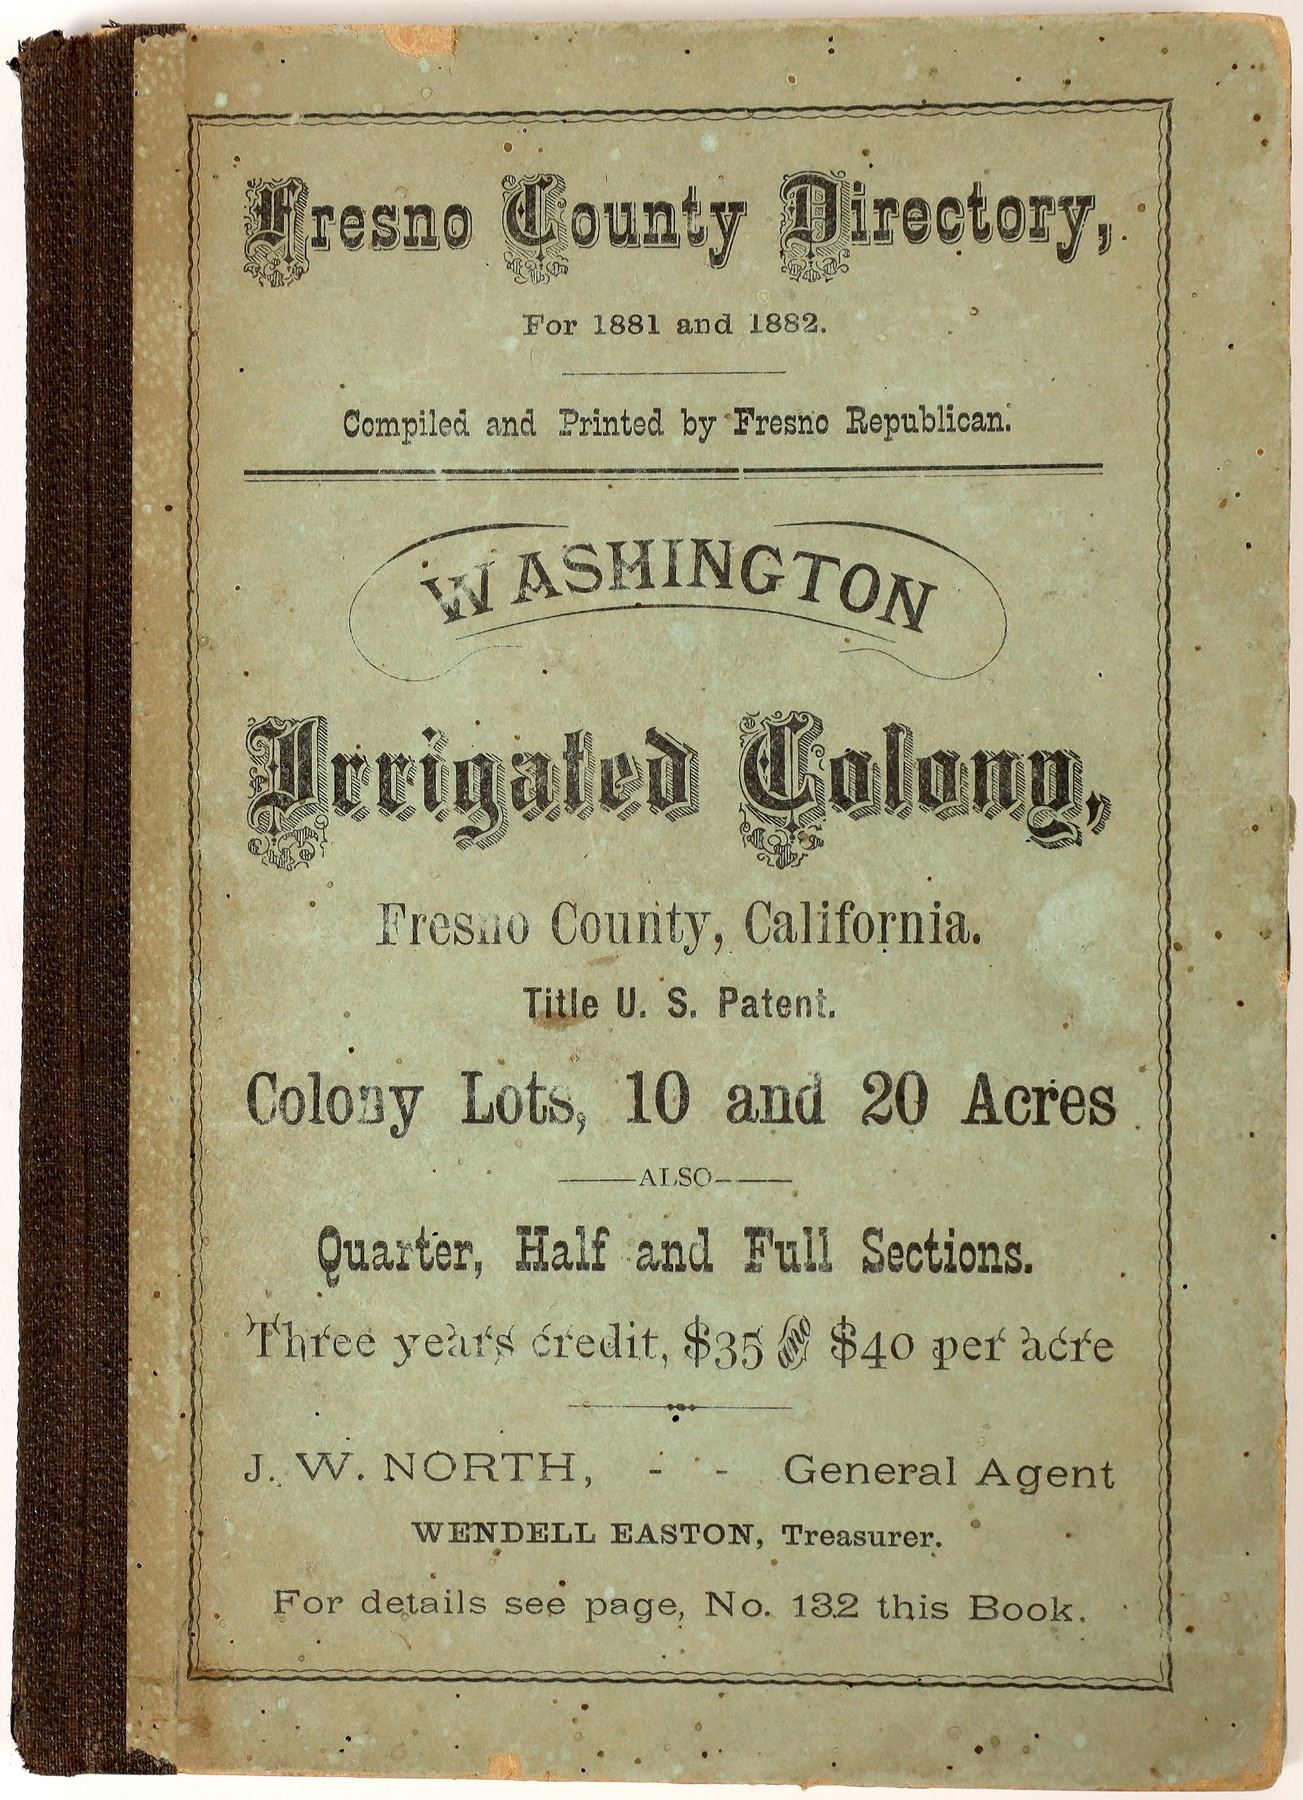 Fresno County Directory,
For 1881 and 1882.
Compiled and Printed by Fresno Republican.
WASHINGTON
Irrigated Colony,
Fresno County, California.
Title U. S. Patent.
Colony Lots, 10 and 20 Acres
ALSO
Quarter, Half and Full Sections.
Three years credit, $35 and $40 per acre
J. W. NORTH, - - General Agent
WENDELL EASTON, Treasurer.
For details see page, No. 132 this Book.